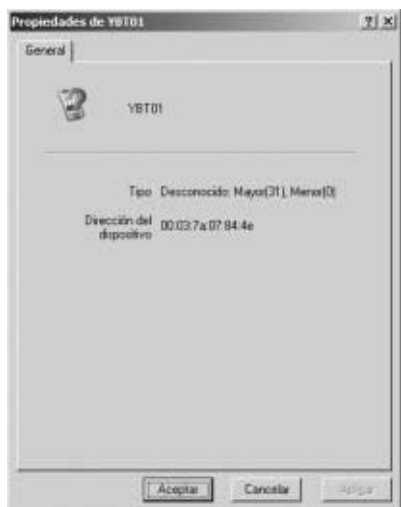 Propiedades de YBT01
General
YBT01
Tipo Desconocido: Mayor(31), Menor(0)
Dirección del dispositivo 00:03:7a:07:84:4e
Aceptar Cancelar Aplicar